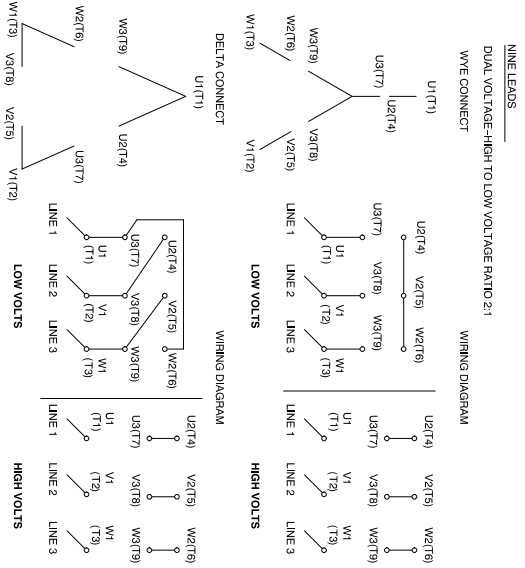 NINE LEADS
DUAL VOLTAGE–HIGH TO LOW VOLTAGE RATIO 2:1
WYE CONNECT
WIRING DIAGRAM
U1(T1)
U3(T7)
U2(T4)
W3(T9)
W2(T6)
W1(T3)
V3(T8)
V2(T5)
V1(T2)
U2(T4) V2(T5) W2(T6)
U3(T7) V3(T8) W3(T9)
U1 V1 W1
(T1) (T2) (T3)
LINE 1 LINE 2 LINE 3
LOW VOLTS
U2(T4) V2(T5) W2(T6)
U3(T7) V3(T8) W3(T9)
U1 V1 W1
(T1) (T2) (T3)
LINE 1 LINE 2 LINE 3
HIGH VOLTS
DELTA CONNECT
WIRING DIAGRAM
U1(T1)
W3(T9)
U2(T4)
W2(T6)
U3(T7)
W1(T3)
V3(T8)
V2(T5)
V1(T2)
U2(T4) V2(T5) W2(T6)
U3(T7) V3(T8) W3(T9)
U1 V1 W1
(T1) (T2) (T3)
LINE 1 LINE 2 LINE 3
LOW VOLTS
U2(T4) V2(T5) W2(T6)
U3(T7) V3(T8) W3(T9)
U1 V1 W1
(T1) (T2) (T3)
LINE 1 LINE 2 LINE 3
HIGH VOLTS